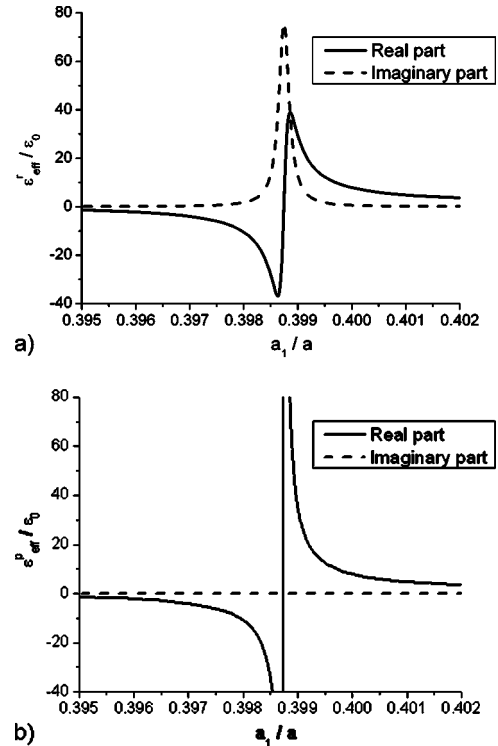 80
60
40
20
0
-20
-40
ε^r_eff / ε_0
Real part
Imaginary part
0.395 0.396 0.397 0.398 0.399 0.400 0.401 0.402
a_1 / a
a)
80
60
40
20
0
-20
-40
ε^p_eff / ε_0
Real part
Imaginary part
0.395 0.396 0.397 0.398 0.399 0.400 0.401 0.402
a_1 / a
b)